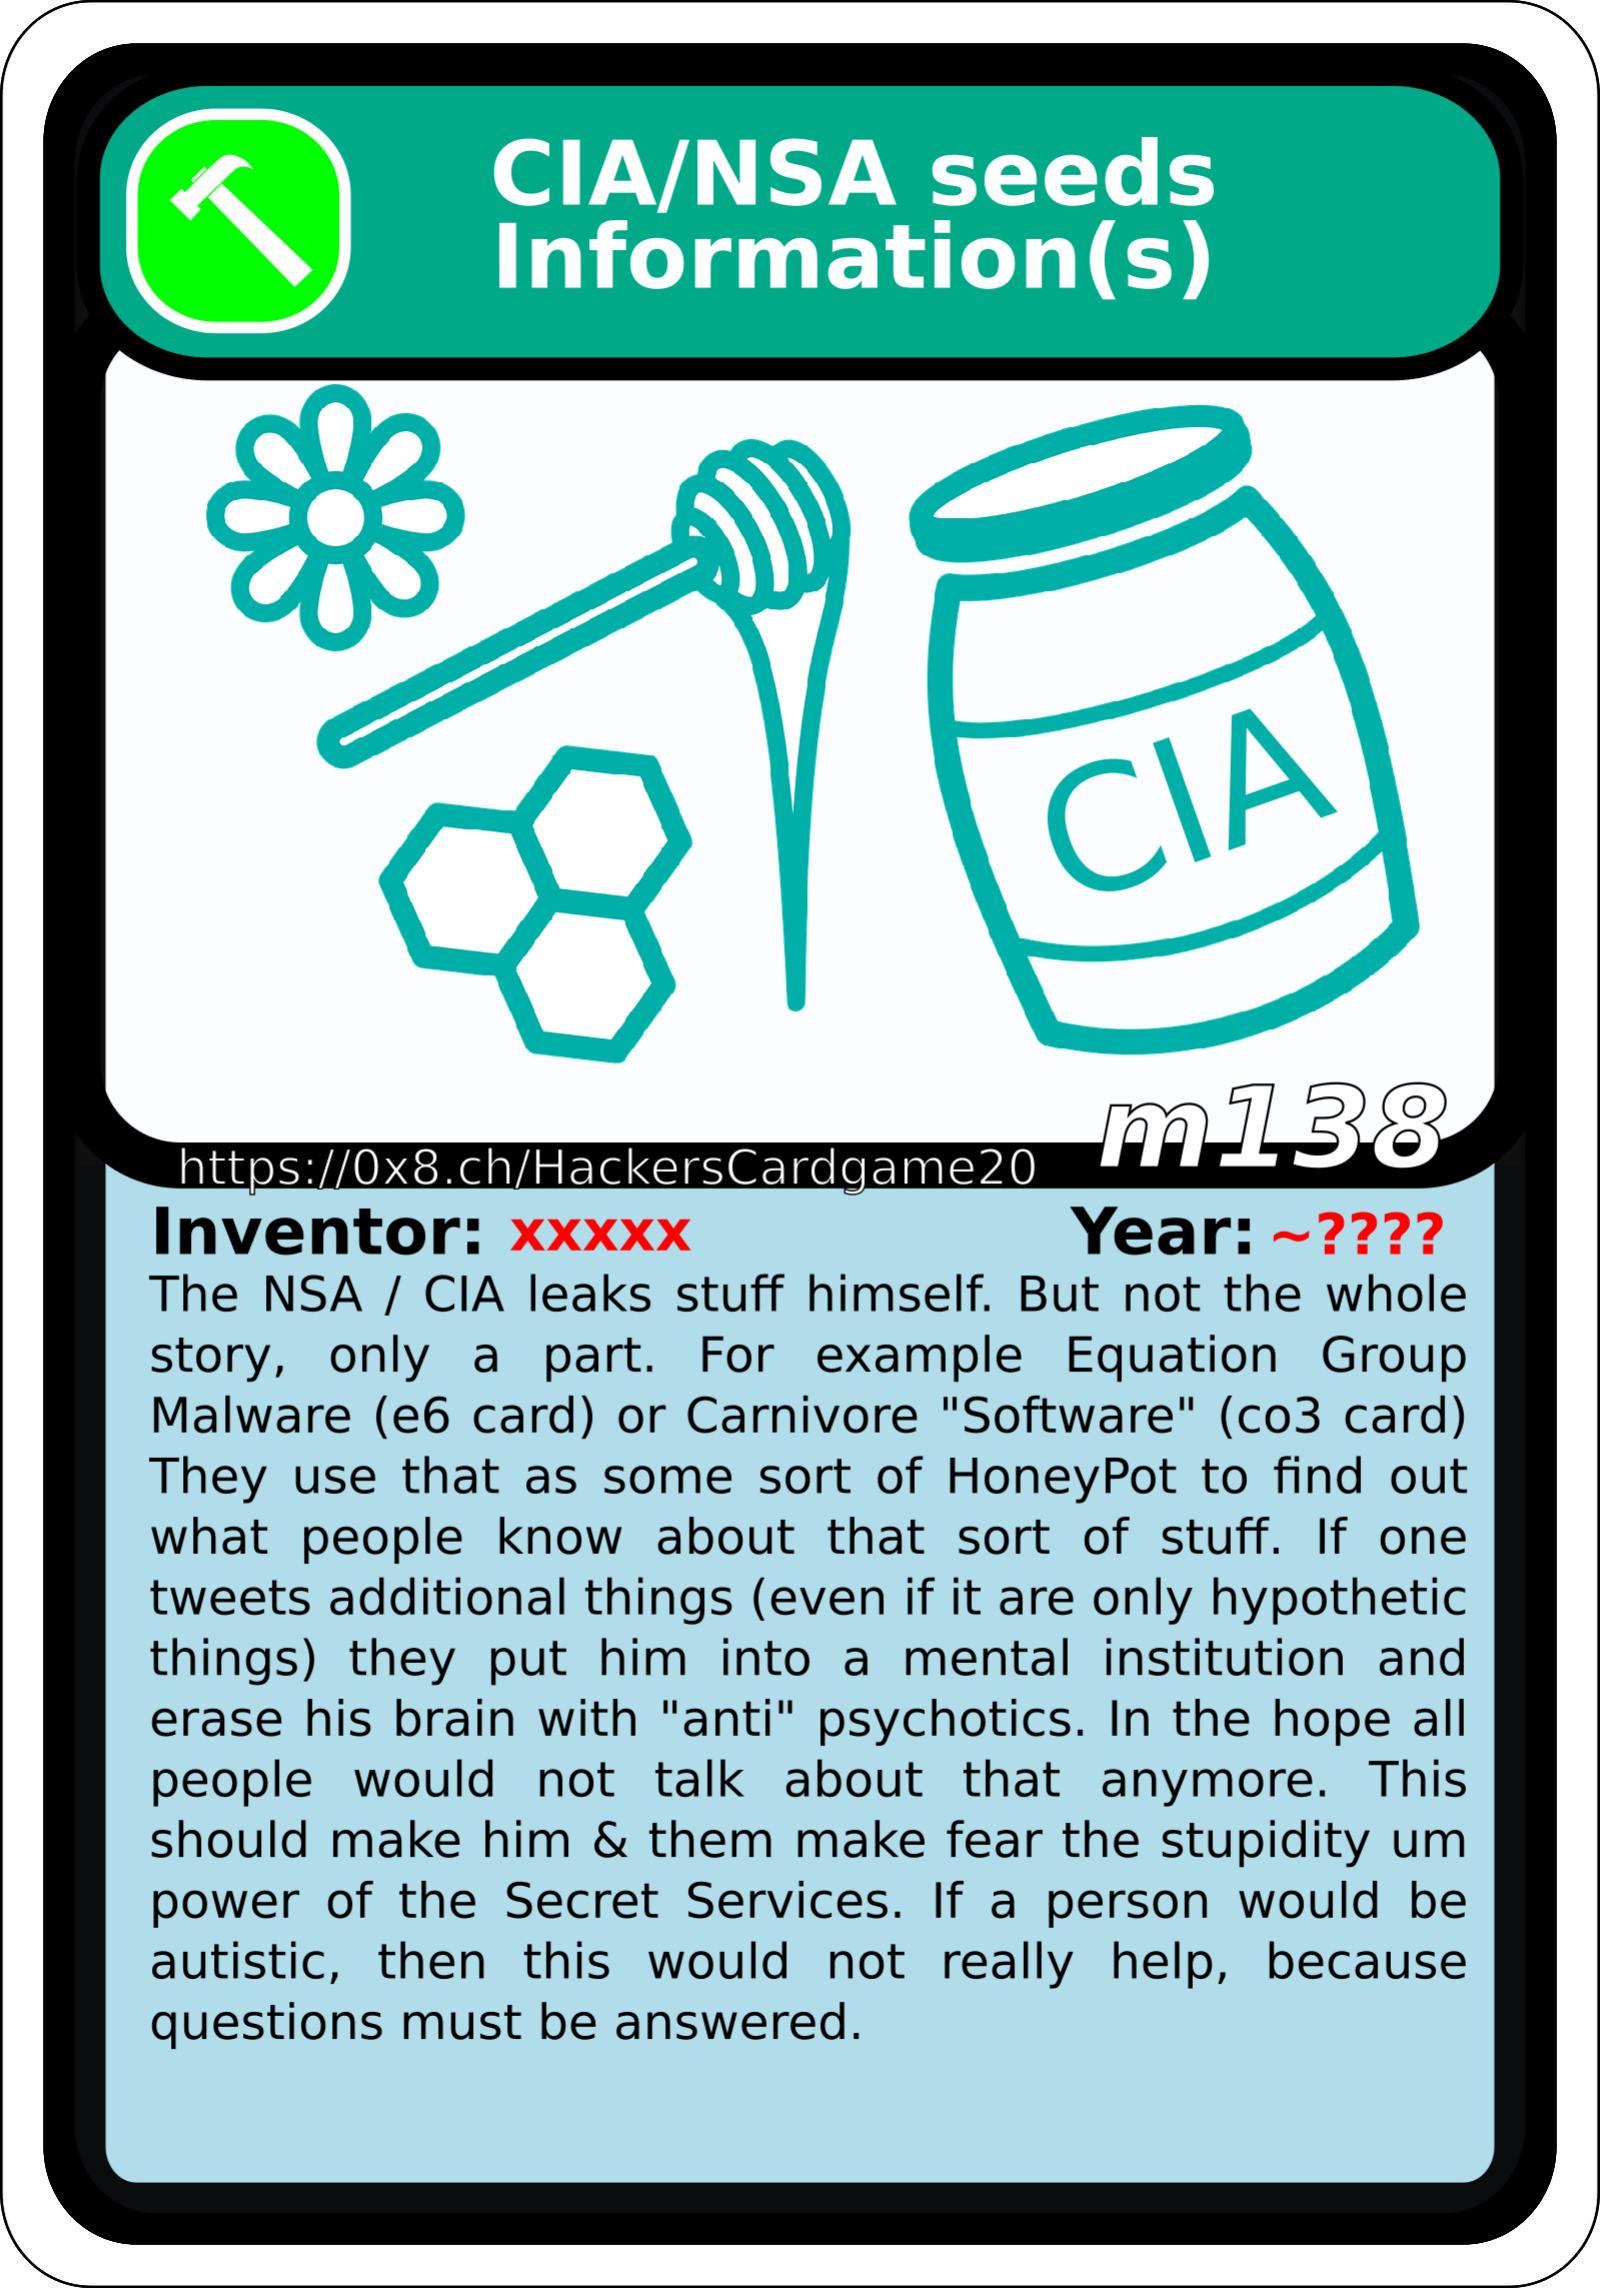 CIA/NSA seeds
Information(s)
CIA
m138
https://0x8.ch/HackersCardgame20
Inventor: xxxxx Year: ~????
The NSA / CIA leaks stuff himself. But not the whole
story, only a part. For example Equation Group
Malware (e6 card) or Carnivore "Software" (co3 card)
They use that as some sort of HoneyPot to find out
what people know about that sort of stuff. If one
tweets additional things (even if it are only hypothetic
things) they put him into a mental institution and
erase his brain with "anti" psychotics. In the hope all
people would not talk about that anymore. This
should make him & them make fear the stupidity um
power of the Secret Services. If a person would be
autistic, then this would not really help, because
questions must be answered.